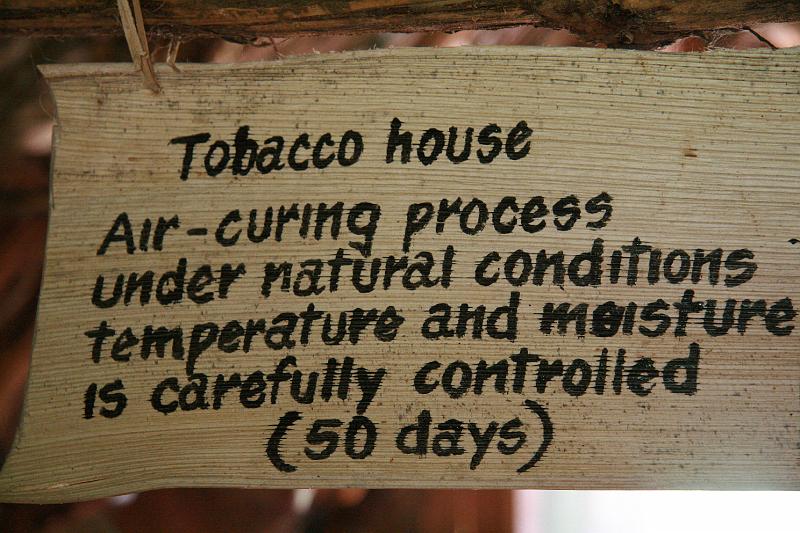 Tobacco house
Air-curing process
under natural conditions
temperature and moisture
is carefully controlled
(50 days)